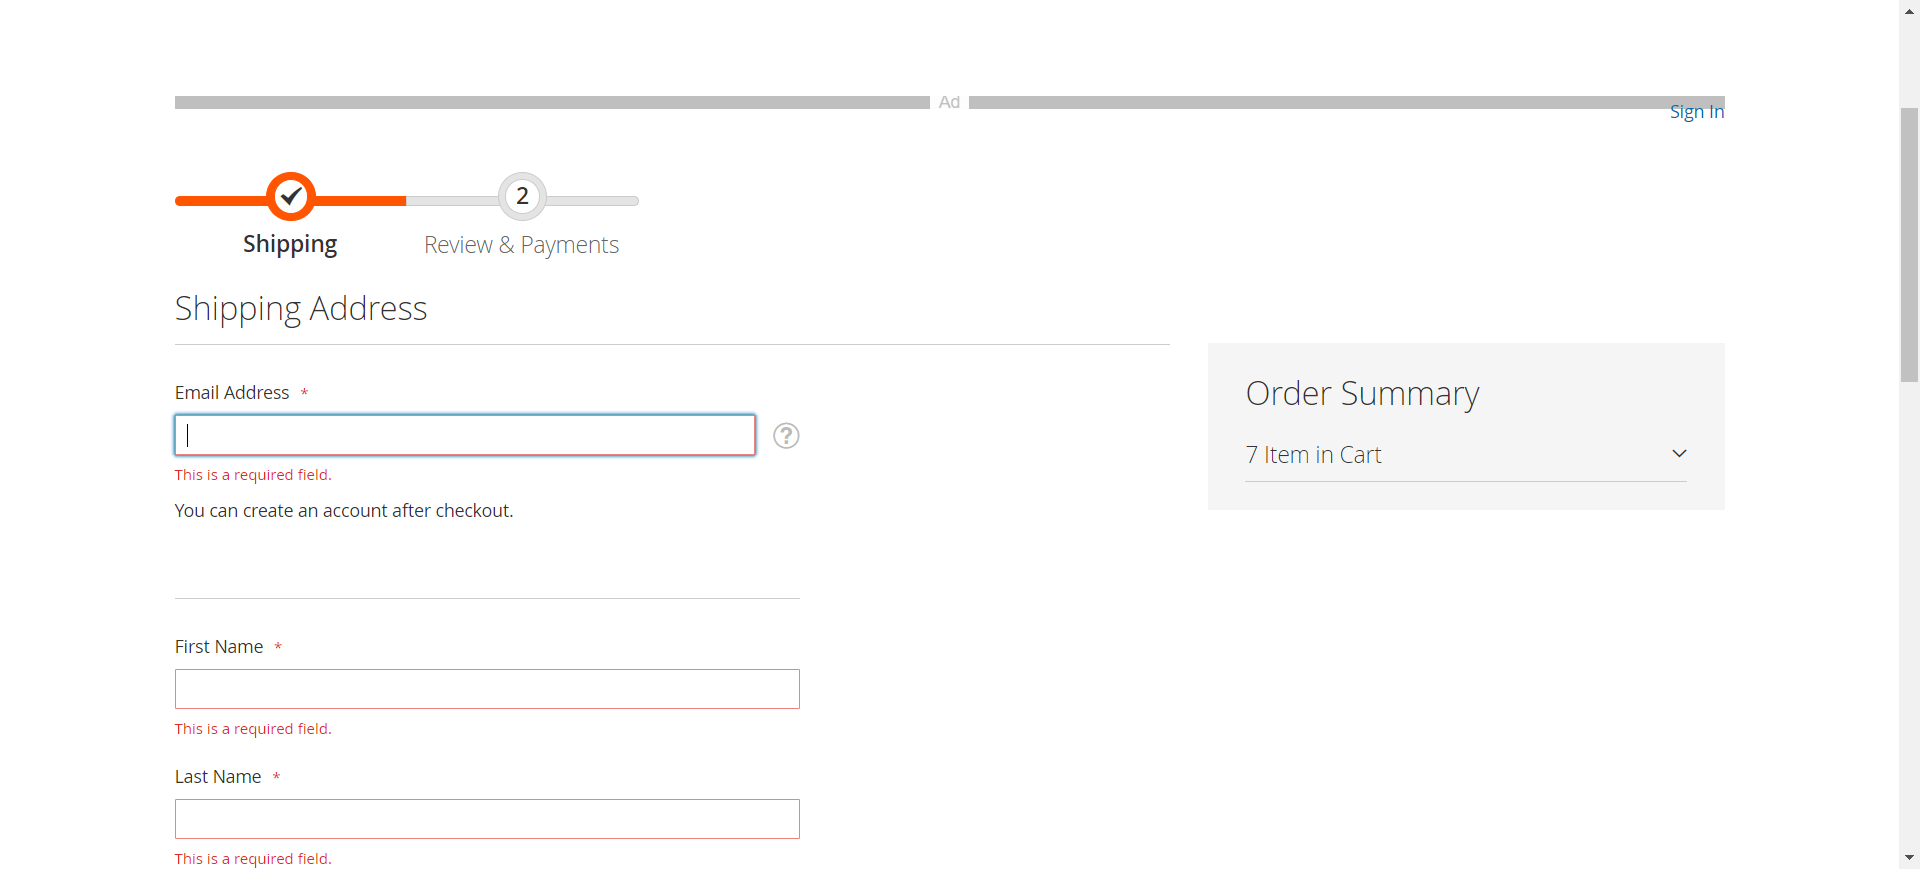 Ad
Sign In
2
Shipping
Review & Payments
Shipping Address
Email Address *
?
This is a required field.
You can create an account after checkout.
First Name *
This is a required field.
Last Name *
This is a required field.
Order Summary
7 Item in Cart